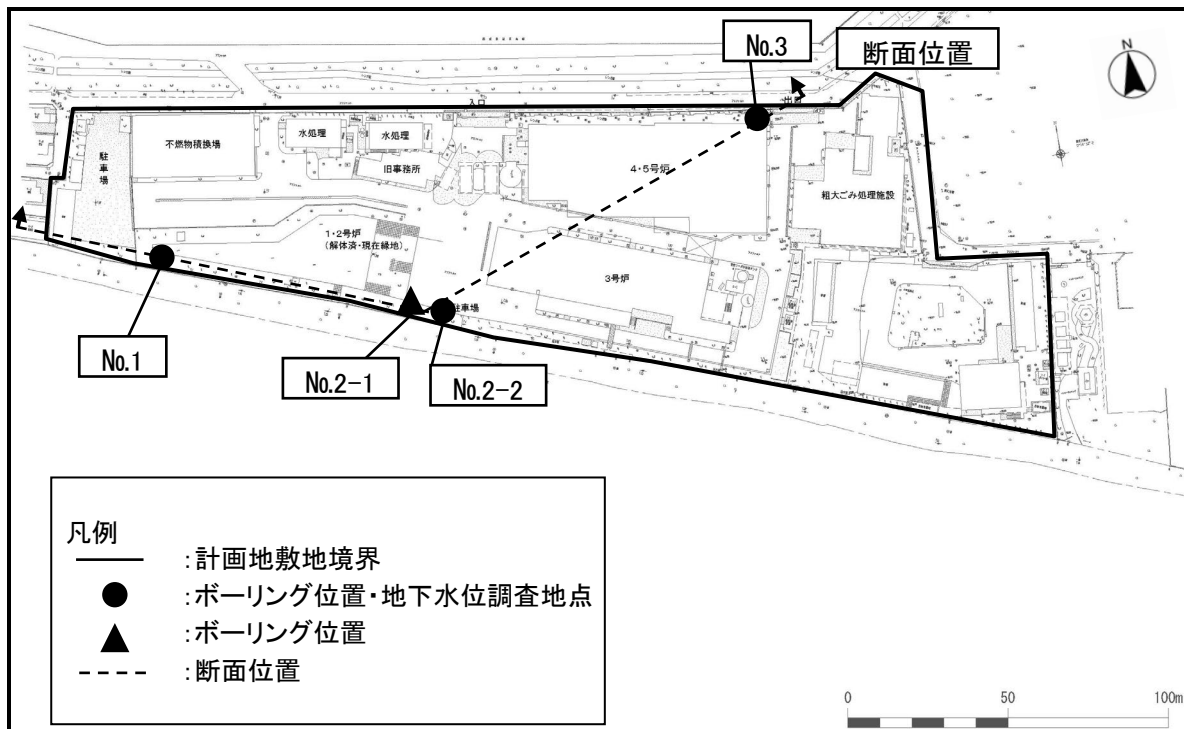 No.3
断面位置
N
入口
出口
駐車場
不燃物積換場
水処理
水処理
旧事務所
4・5号炉
粗大ごみ処理施設
1・2号炉
(解体済・現在緑地)
3号炉
駐車場
No.1
No.2-1
No.2-2
凡例
:計画地敷地境界
:ボーリング位置・地下水位調査地点
:ボーリング位置
:断面位置
0 50 100m